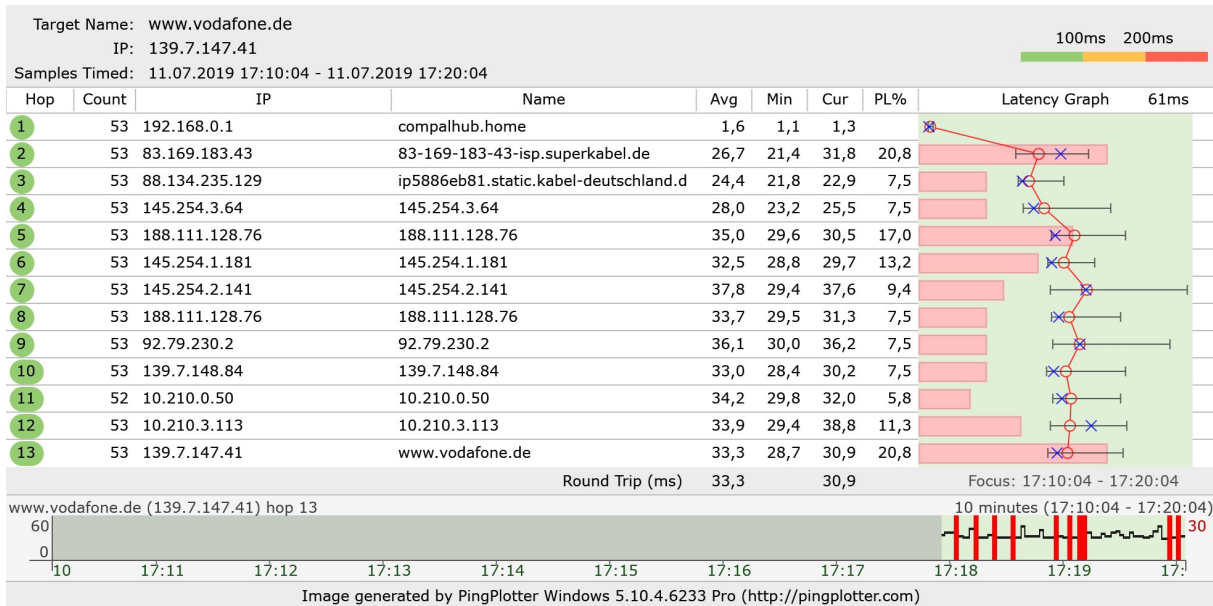 Target Name: www.vodafone.de
IP: 139.7.147.41
Samples Timed: 11.07.2019 17:10:04 - 11.07.2019 17:20:04
100ms 200ms
Hop Count IP Name Avg Min Cur PL% Latency Graph 61ms
1 53 192.168.0.1 compalhub.home 1,6 1,1 1,3
2 53 83.169.183.43 83-169-183-43-isp.superkabel.de 26,7 21,4 31,8 20,8
3 53 88.134.235.129 ip5886eb81.static.kabel-deutschland.d 24,4 21,8 22,9 7,5
4 53 145.254.3.64 145.254.3.64 28,0 23,2 25,5 7,5
5 53 188.111.128.76 188.111.128.76 35,0 29,6 30,5 17,0
6 53 145.254.1.181 145.254.1.181 32,5 28,8 29,7 13,2
7 53 145.254.2.141 145.254.2.141 37,8 29,4 37,6 9,4
8 53 188.111.128.76 188.111.128.76 33,7 29,5 31,3 7,5
9 53 92.79.230.2 92.79.230.2 36,1 30,0 36,2 7,5
10 53 139.7.148.84 139.7.148.84 33,0 28,4 30,2 7,5
11 52 10.210.0.50 10.210.0.50 34,2 29,8 32,0 5,8
12 53 10.210.3.113 10.210.3.113 33,9 29,4 38,8 11,3
13 53 139.7.147.41 www.vodafone.de 33,3 28,7 30,9 20,8
Round Trip (ms) 33,3 30,9 Focus: 17:10:04 - 17:20:04
www.vodafone.de (139.7.147.41) hop 13 10 minutes (17:10:04 - 17:20:04)
60 30
0
10 17:11 17:12 17:13 17:14 17:15 17:16 17:17 17:18 17:19 17:
Image generated by PingPlotter Windows 5.10.4.6233 Pro (http://pingplotter.com)